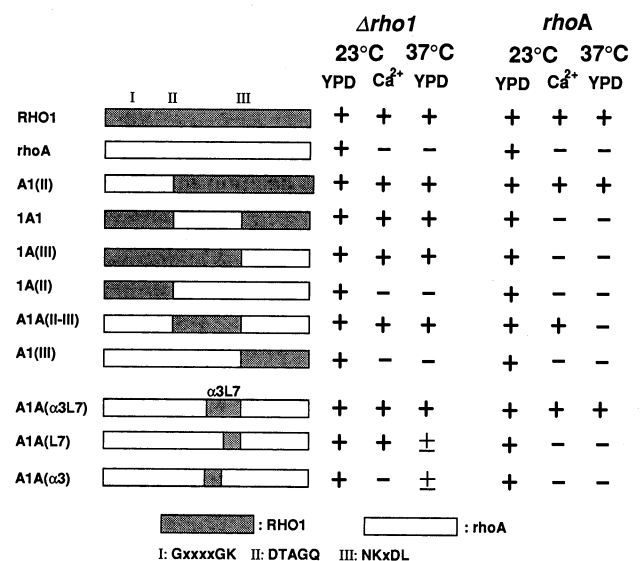 Δrho1 rhoA
23°C 37°C 23°C 37°C
YPD Ca2+ YPD YPD Ca2+ YPD
I II III
RHO1 + + + + + +
rhoA + − − + − −
A1(II) + + + + + +
1A1 + + + + − −
1A(III) + + + + − −
1A(II) + − − + − −
A1A(II-III) + + + + + −
A1(III) + − − + − −
α3L7
A1A(α3L7) + + + + + +
A1A(L7) + + ± + − −
A1A(α3) + − ± + − −
: RHO1 : rhoA
I: GxxxxGK II: DTAGQ III: NKxDL